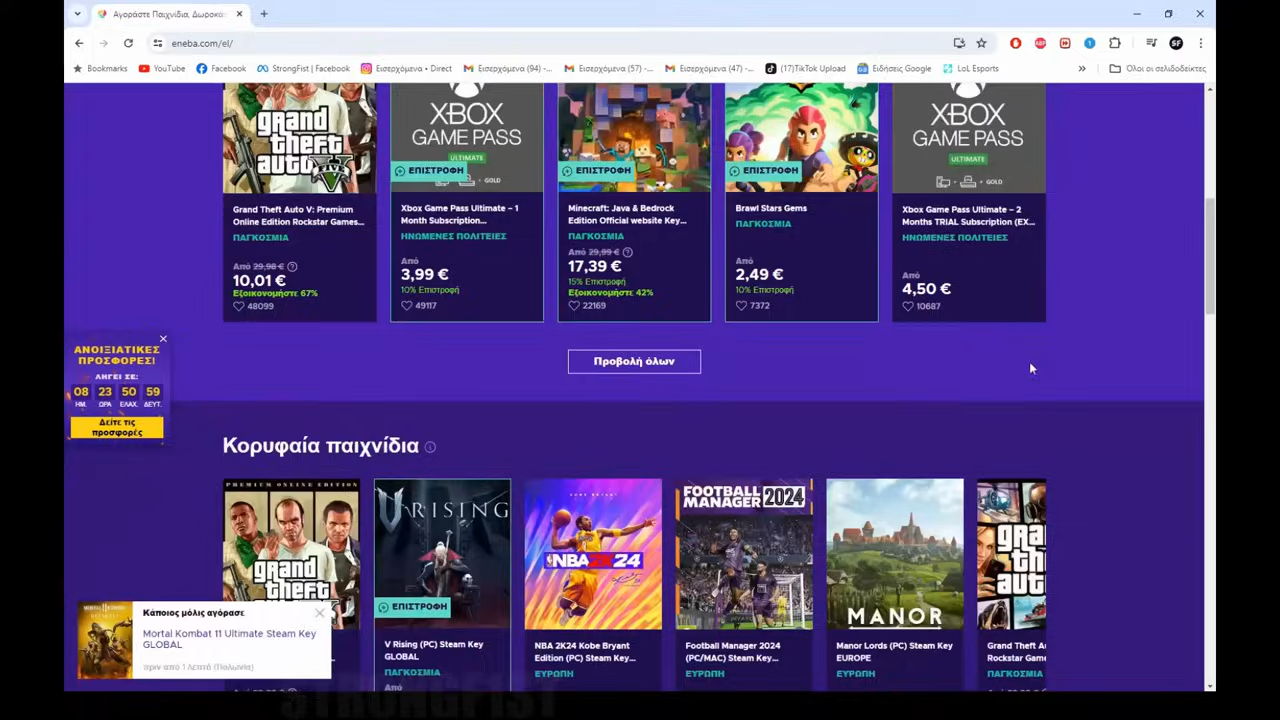 Αγοράστε Παιχνίδια, Δωροκά
eneba.com/el/
Bookmarks
YouTube
Facebook
StrongFist | Facebook
Εισερχόμενα • Direct
Εισερχόμενα (94) -...
Εισερχόμενα (57) -...
Εισερχόμενα (47) -...
(17)TikTok Upload
Ειδήσεις Google
LoL Esports
Όλοι οι σελιδοδείκτες
grand
theft
auto
V
XBOX
GAME PASS
ULTIMATE
GOLD
XBOX
GAME PASS
ULTIMATE
GOLD
ΕΠΙΣΤΡΟΦΗ
ΕΠΙΣΤΡΟΦΗ
ΕΠΙΣΤΡΟΦΗ
Grand Theft Auto V: Premium
Online Edition Rockstar Games...
ΠΑΓΚΟΣΜΙΑ
Από 29,98 €
10,01 €
Εξοικονομήστε 67%
48099
Xbox Game Pass Ultimate – 1
Month Subscription...
ΗΝΩΜΕΝΕΣ ΠΟΛΙΤΕΙΕΣ
Από
3,99 €
10% Επιστροφή
49117
Minecraft: Java & Bedrock
Edition Official website Key...
ΠΑΓΚΟΣΜΙΑ
Από 29,99 €
17,39 €
15% Επιστροφή
Εξοικονομήστε 42%
22169
Brawl Stars Gems
ΠΑΓΚΟΣΜΙΑ
Από
2,49 €
10% Επιστροφή
7372
Xbox Game Pass Ultimate – 2
Months TRIAL Subscription (EX...
ΗΝΩΜΕΝΕΣ ΠΟΛΙΤΕΙΕΣ
Από
4,50 €
10687
Προβολή όλων
ΑΝΟΙΞΙΑΤΙΚΕΣ
ΠΡΟΣΦΟΡΕΣ!
ΛΗΓΕΙ ΣΕ:
08 23 50 59
ΗΜ. ΩΡΑ ΕΛΑΧ. ΔΕΥΤ.
Δείτε τις
προσφορές
Κορυφαία παιχνίδια
PREMIUM ONLINE EDITION
grand
theft
V RISING
ΕΠΙΣΤΡΟΦΗ
KOBE BRYANT
NBA 2K24
FOOTBALL
MANAGER 2024
MANOR
V Rising (PC) Steam Key
GLOBAL
ΠΑΓΚΟΣΜΙΑ
Από
NBA 2K24 Kobe Bryant
Edition (PC) Steam Key...
ΕΥΡΩΠΗ
Football Manager 2024
(PC/MAC) Steam Key...
ΕΥΡΩΠΗ
Manor Lords (PC) Steam Key
EUROPE
ΕΥΡΩΠΗ
Grand Theft A
Rockstar Game
ΠΑΓΚΟΣΜΙΑ
Κάποιος μόλις αγόρασε
Mortal Kombat 11 Ultimate Steam Key
GLOBAL
πριν από 1 λεπτά (Πολωνία)
STRONGFIST